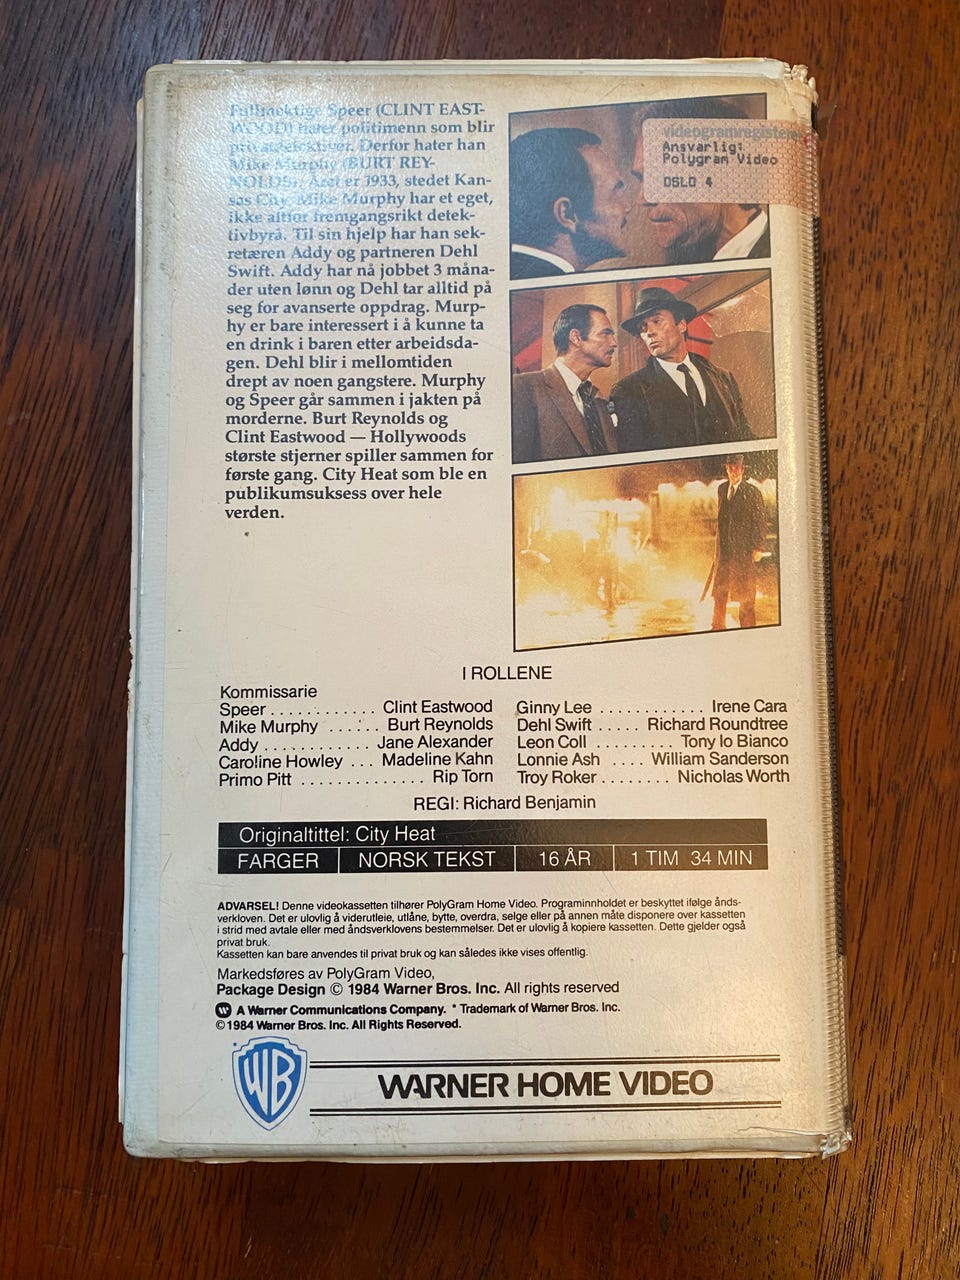 Fullmektige Speer (CLINT EAST-
WOOD) hater politimenn som blir
privatdetektiver. Derfor hater han
Mike Murphy (BURT REY-
NOLDS). Året er 1933, stedet Kan-
sas City. Mike Murphy har et eget,
ikke altfor fremgangsrikt detek-
tivbyrå. Til sin hjelp har han sek-
retæren Addy og partneren Dehl
Swift. Addy har nå jobbet 3 måna-
der uten lønn og Dehl tar alltid på
seg for avanserte oppdrag. Murp-
hy er bare interessert i å kunne ta
en drink i baren etter arbeidsda-
gen. Dehl blir i mellomtiden
drept av noen gangstere. Murphy
og Speer går sammen i jakten på
morderne. Burt Reynolds og
Clint Eastwood — Hollywoods
største stjerner spiller sammen for
første gang. City Heat som ble en
publikumsuksess over hele
verden.
videogramregisteret
Ansvarlig:
Polygram Video
OSLO 4
I ROLLENE
Kommissarie
Speer . . . . . . . . . . . . Clint Eastwood
Mike Murphy . . . . . . Burt Reynolds
Addy . . . . . . . . . . . . Jane Alexander
Caroline Howley . . . Madeline Kahn
Primo Pitt . . . . . . . . . . . . . . Rip Torn
Ginny Lee . . . . . . . . . . . . Irene Cara
Dehl Swift . . . . . Richard Roundtree
Leon Coll . . . . . . . . . Tony lo Bianco
Lonnie Ash . . . . William Sanderson
Troy Roker . . . . . . . . Nicholas Worth
REGI: Richard Benjamin
Originaltittel: City Heat
FARGER NORSK TEKST 16 ÅR 1 TIM 34 MIN
ADVARSEL! Denne videokassetten tilhører PolyGram Home Video. Programinnholdet er beskyttet ifølge ånds-
verkloven. Det er ulovlig å viderutleie, utlåne, bytte, overdra, selge eller på annen måte disponere over kassetten
i strid med avtale eller med åndsverklovens bestemmelser. Det er ulovlig å kopiere kassetten. Dette gjelder også
privat bruk.
Kassetten kan bare anvendes til privat bruk og kan således ikke vises offentlig.
Markedsføres av PolyGram Video,
Package Design © 1984 Warner Bros. Inc. All rights reserved
W A Warner Communications Company. * Trademark of Warner Bros. Inc.
© 1984 Warner Bros. Inc. All Rights Reserved.
WB WARNER HOME VIDEO